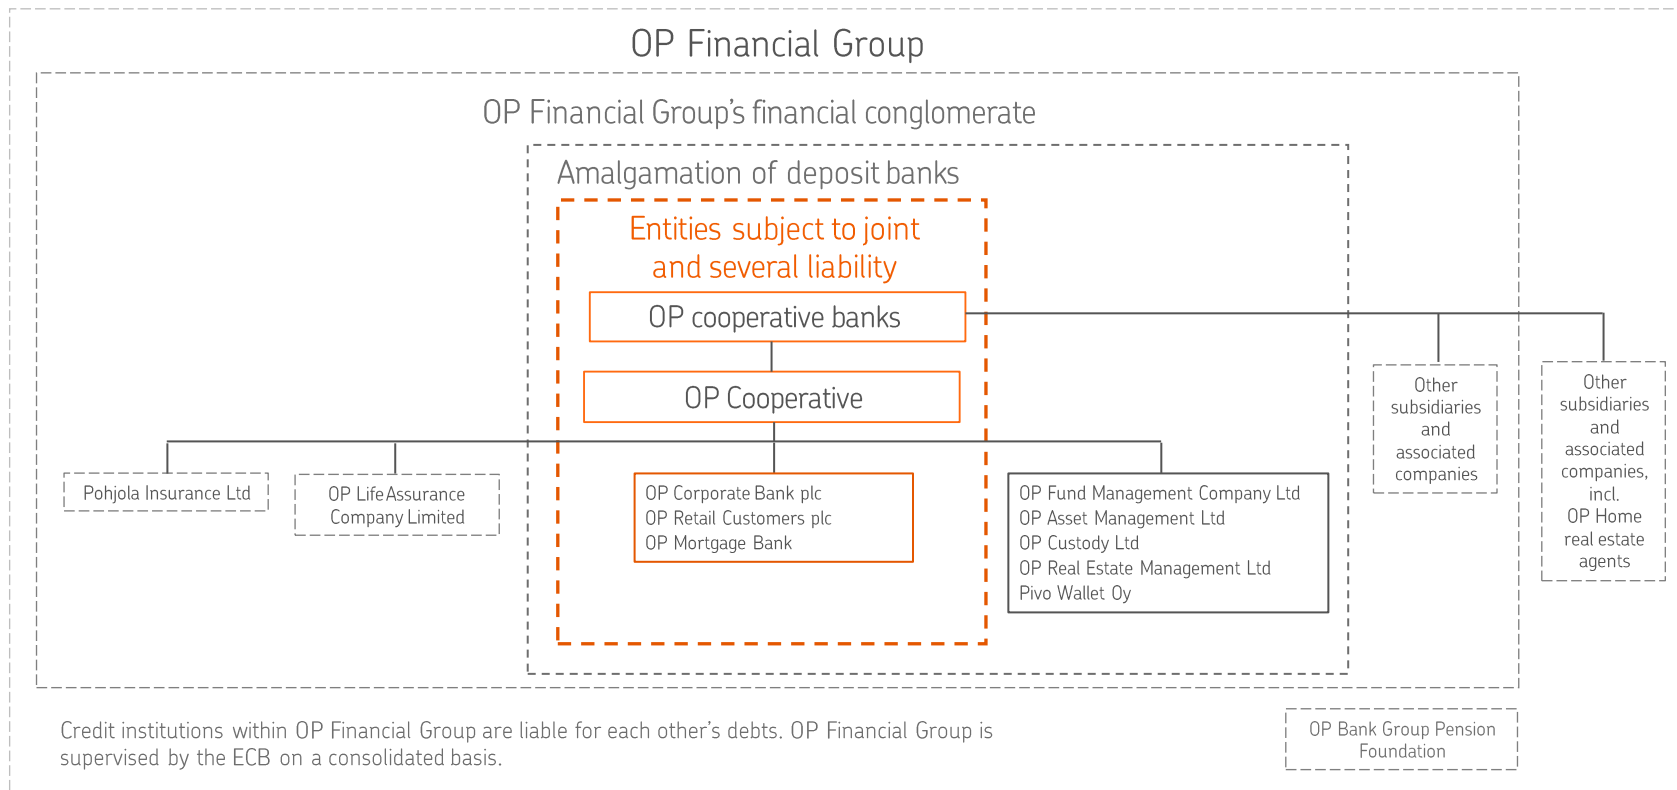 OP Financial Group
OP Financial Group's financial conglomerate
Amalgamation of deposit banks
Entities subject to joint
and several liability
OP cooperative banks
OP Cooperative
Pohjola Insurance Ltd
OP Life Assurance
Company Limited
OP Corporate Bank plc
OP Retail Customers plc
OP Mortgage Bank
OP Fund Management Company Ltd
OP Asset Management Ltd
OP Custody Ltd
OP Real Estate Management Ltd
Pivo Wallet Oy
Other
subsidiaries
and
associated
companies
Other
subsidiaries
and
associated
companies,
incl.
OP Home
real estate
agents
Credit institutions within OP Financial Group are liable for each other's debts. OP Financial Group is
supervised by the ECB on a consolidated basis.
OP Bank Group Pension
Foundation